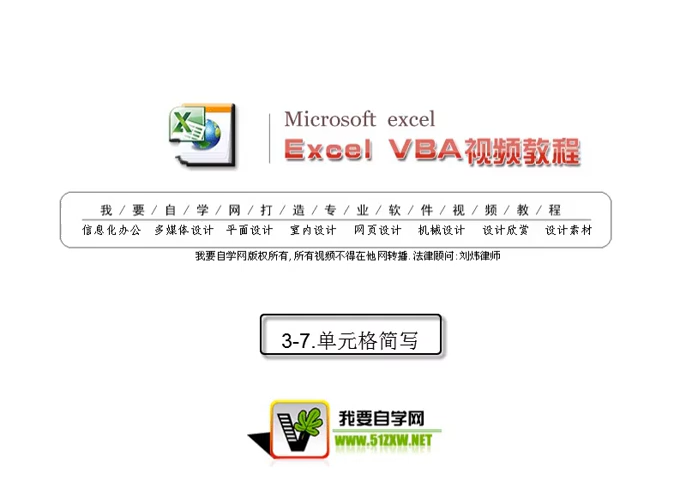 Microsoft excel
Excel VBA视频教程
我/要/自/学/网/打/造/专/业/软/件/视/频/教/程
信息化办公 多媒体设计 平面设计 室内设计 网页设计 机械设计 设计欣赏 设计素材
我要自学网版权所有,所有视频不得在他网转播.法律顾问:刘炜律师
3-7.单元格简写
我要自学网
WWW.51ZXW.NET